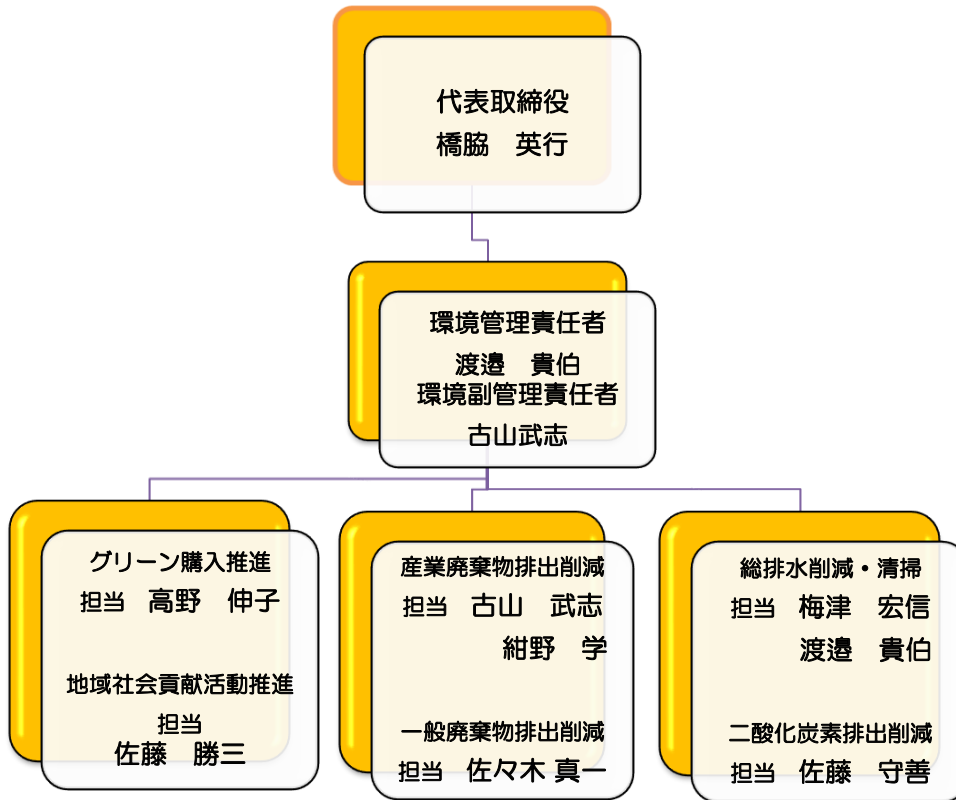 代表取締役
橋脇　英行
環境管理責任者
渡邉　貴伯
環境副管理責任者
古山武志
グリーン購入推進
担当　高野　伸子
地域社会貢献活動推進
担当
佐藤　勝三
産業廃棄物排出削減
担当　古山　武志
紺野　学
一般廃棄物排出削減
担当　佐々木 真一
総排水削減・清掃
担当　梅津　宏信
渡邉　貴伯
二酸化炭素排出削減
担当　佐藤　守善